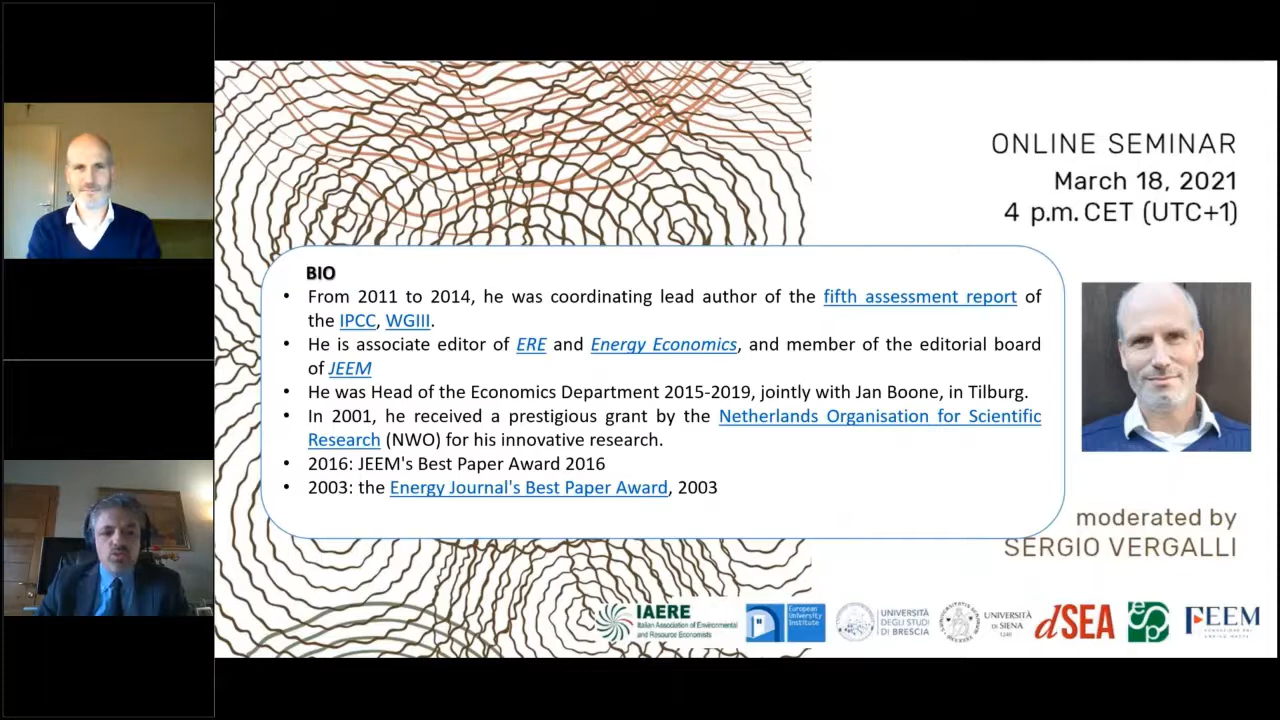 ONLINE SEMINAR
March 18, 2021
4 p.m. CET (UTC+1)
BIO
• From 2011 to 2014, he was coordinating lead author of the fifth assessment report of
the IPCC, WGIII.
• He is associate editor of ERE and Energy Economics, and member of the editorial board
of JEEM
• He was Head of the Economics Department 2015-2019, jointly with Jan Boone, in Tilburg.
• In 2001, he received a prestigious grant by the Netherlands Organisation for Scientific
Research (NWO) for his innovative research.
• 2016: JEEM's Best Paper Award 2016
• 2003: the Energy Journal's Best Paper Award, 2003
moderated by
SERGIO VERGALLI
IAERE
Italian Association of Environmental
and Resource Economists
European
University
Institute
UNIVERSITÀ
DEGLI STUDI
DI BRESCIA
UNIVERSITÀ
DI SIENA
1240
dSEA
FEEM